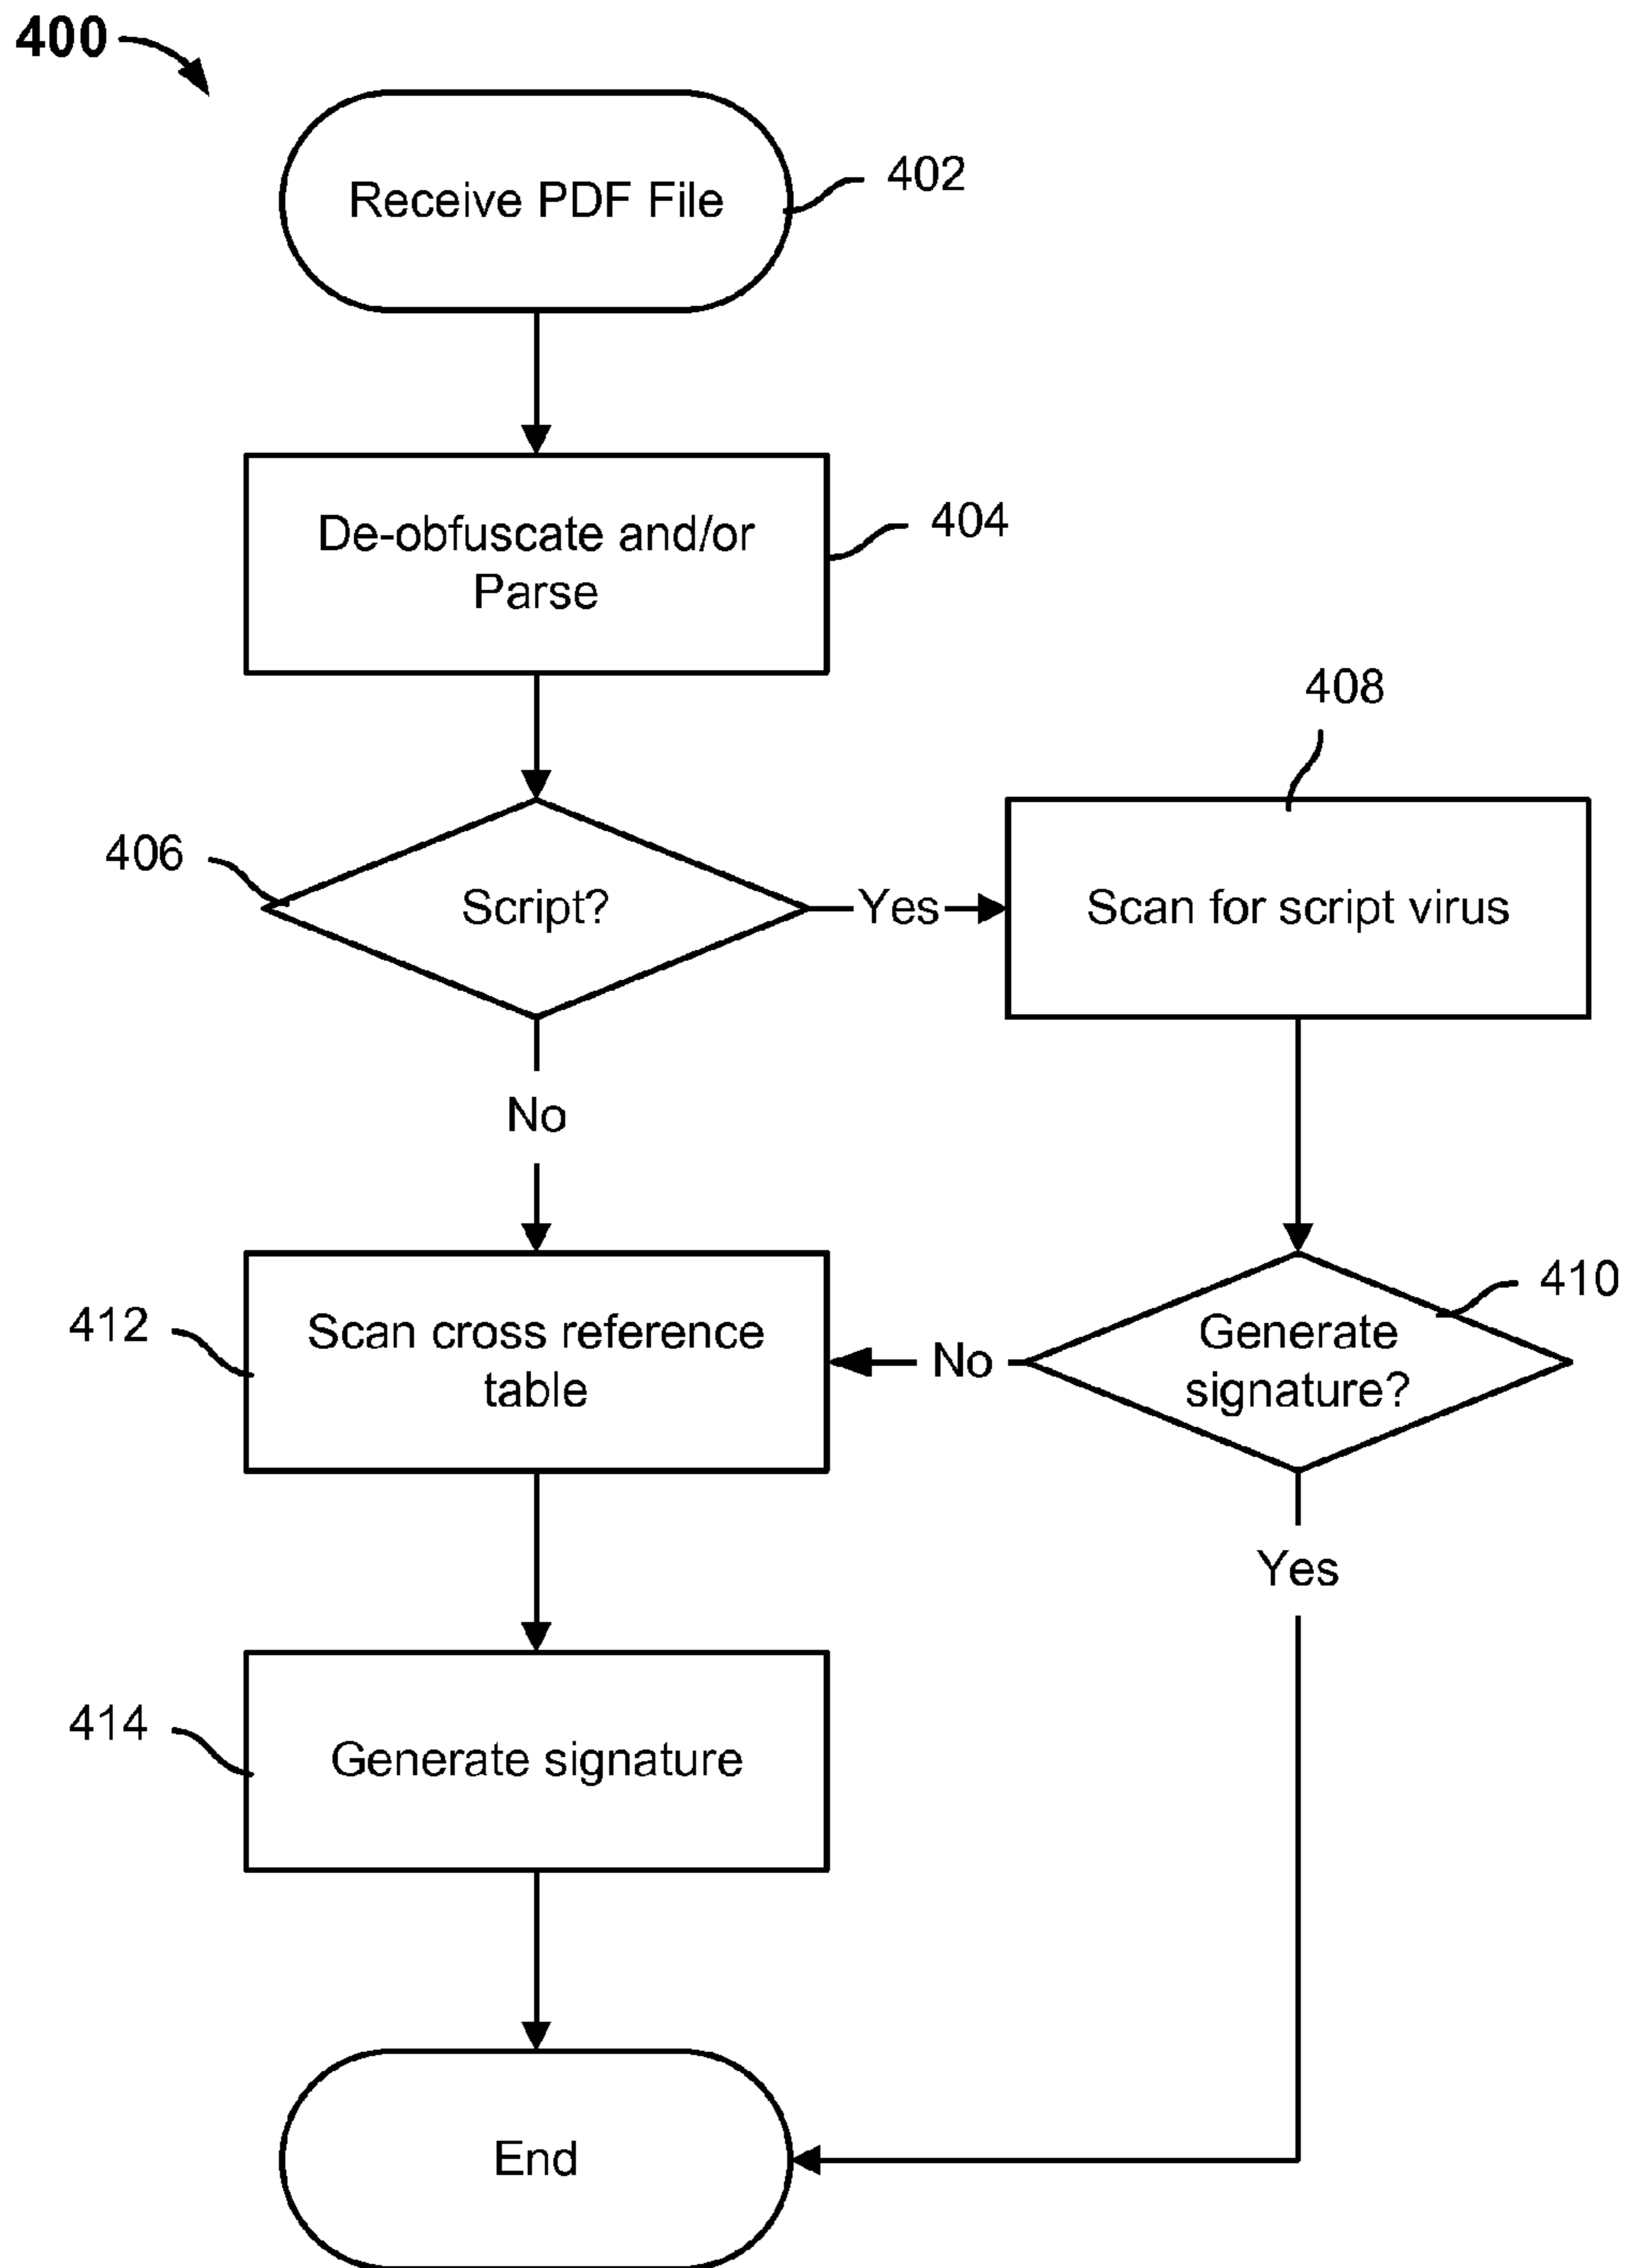 400
Receive PDF File
402
De-obfuscate and/or
Parse
404
406
Script?
Yes
408
Scan for script virus
No
412
Scan cross reference
table
No
Generate
signature?
410
Yes
414
Generate signature
End